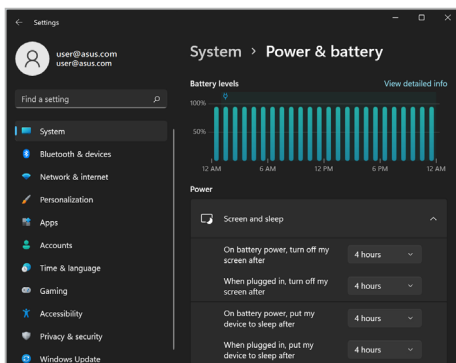 Settings
user@asus.com
user@asus.com
Find a setting
System
Bluetooth & devices
Network & internet
Personalization
Apps
Accounts
Time & language
Gaming
Accessibility
Privacy & security
Windows Update
System > Power & battery
Battery levels
View detailed info
100%
50%
12 AM
6 AM
12 PM
6 PM
12 AM
Power
Screen and sleep
On battery power, turn off my
screen after
4 hours
When plugged in, turn off my
screen after
4 hours
On battery power, put my
device to sleep after
4 hours
When plugged in, put my
device to sleep after
4 hours